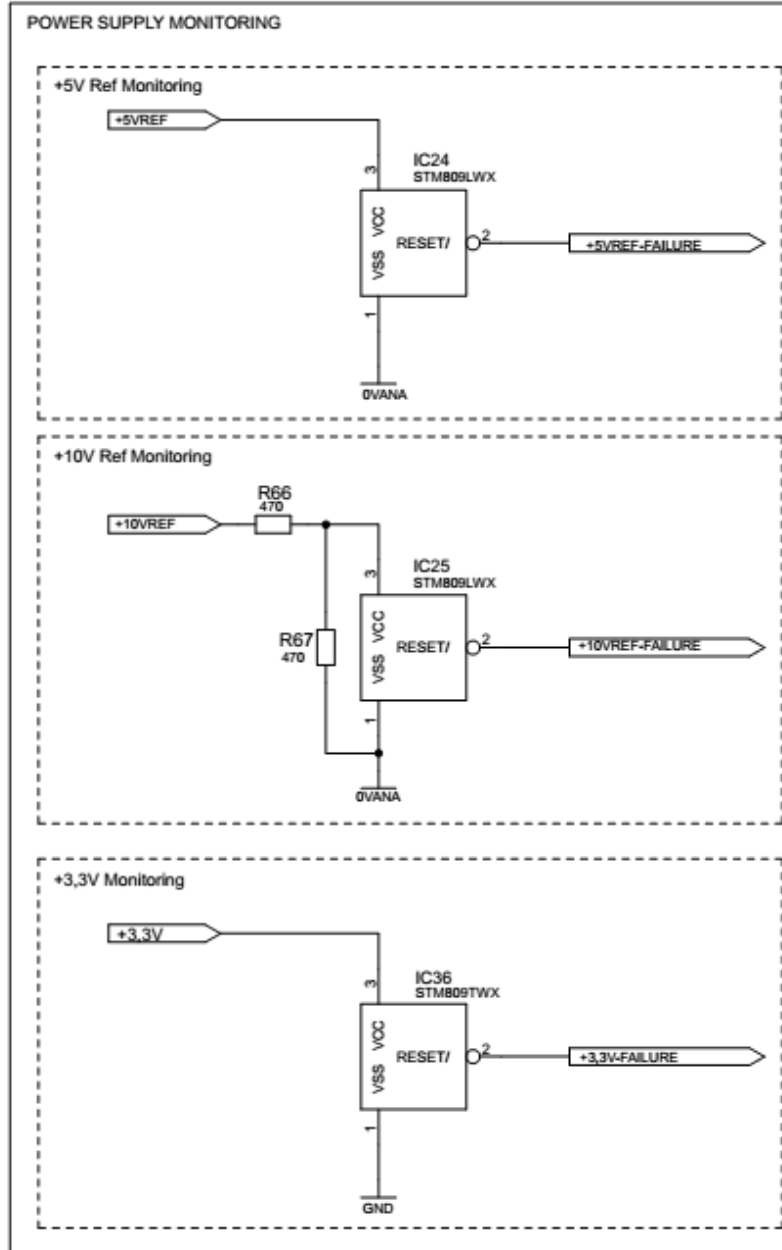 POWER SUPPLY MONITORING
+5V Ref Monitoring
+5VREF
IC24
STM809LWX
3
VCC
VSS
RESET/
2
+5VREF-FAILURE
1
0VANA
+10V Ref Monitoring
R66
470
+10VREF
IC25
STM809LWX
3
R67
470
VCC
VSS
RESET/
2
+10VREF-FAILURE
1
0VANA
+3,3V Monitoring
+3,3V
IC36
STM809TWX
3
VCC
VSS
RESET/
2
+3,3V-FAILURE
1
GND